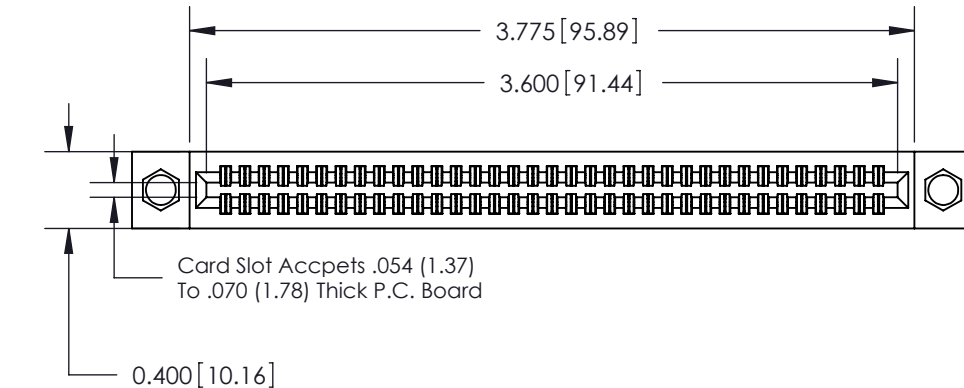 3.775[95.89]
3.600[91.44]
Card Slot Accpets .054 (1.37)
To .070 (1.78) Thick P.C. Board
0.400[10.16]